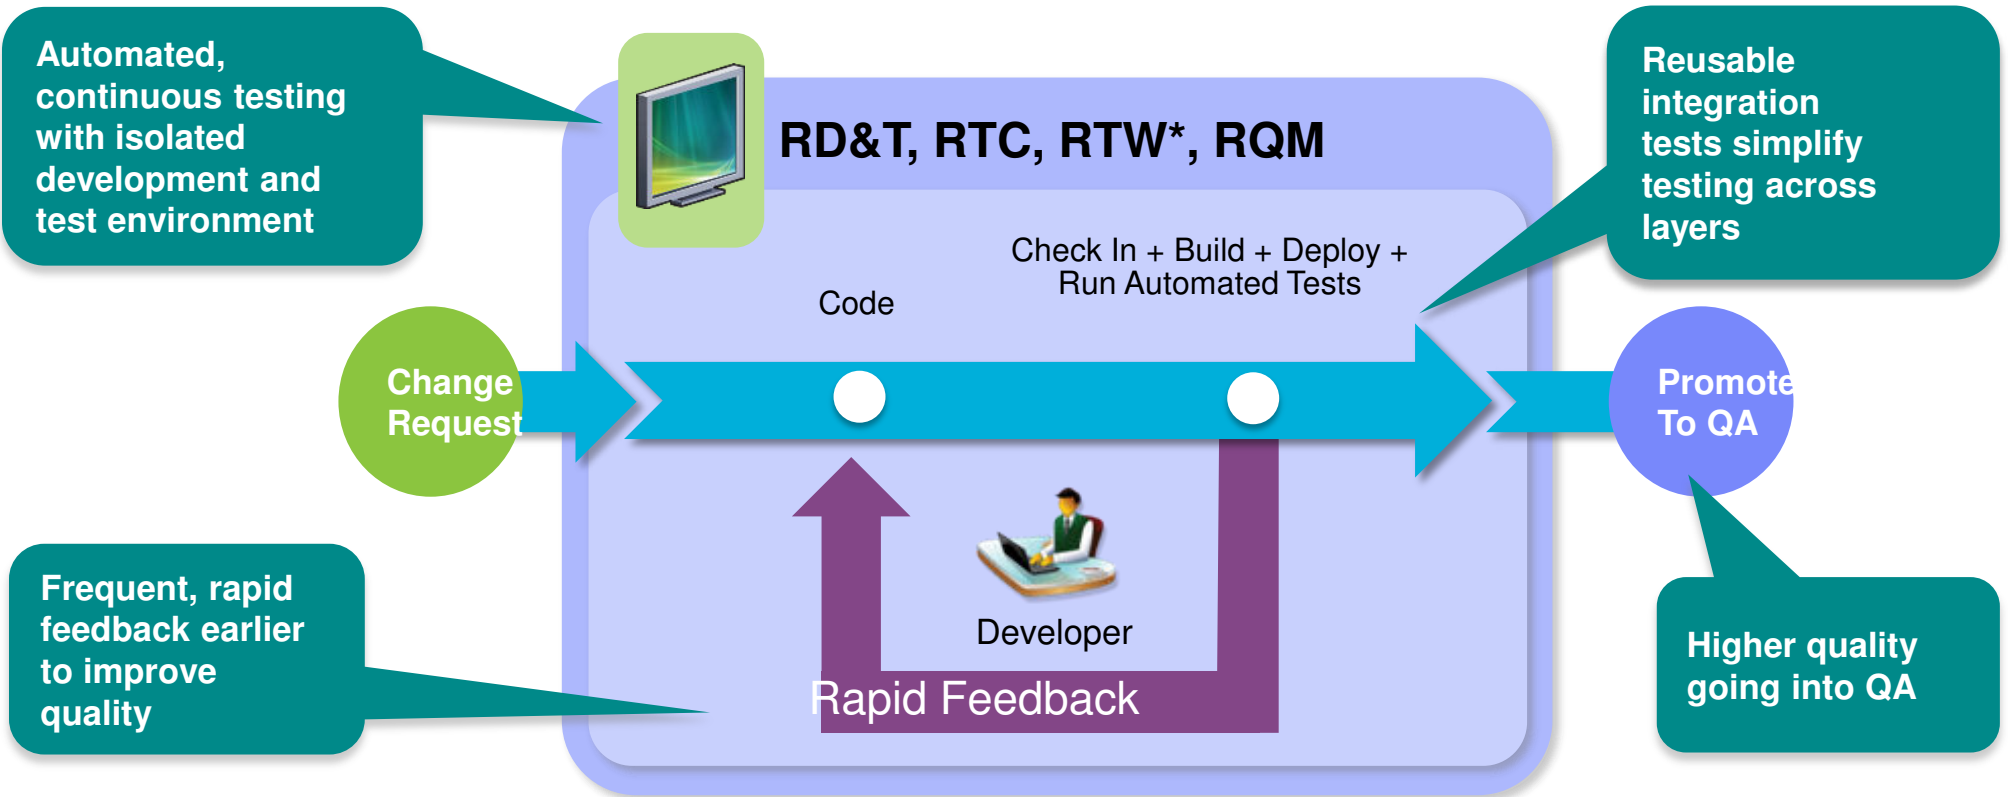 Automated,
continuous testing
with isolated
development and
test environment
RD&T, RTC, RTW*, RQM
Reusable
integration
tests simplify
testing across
layers
Check In + Build + Deploy +
Run Automated Tests
Code
Change
Request
Promote
To QA
Developer
Rapid Feedback
Frequent, rapid
feedback earlier
to improve
quality
Higher quality
going into QA